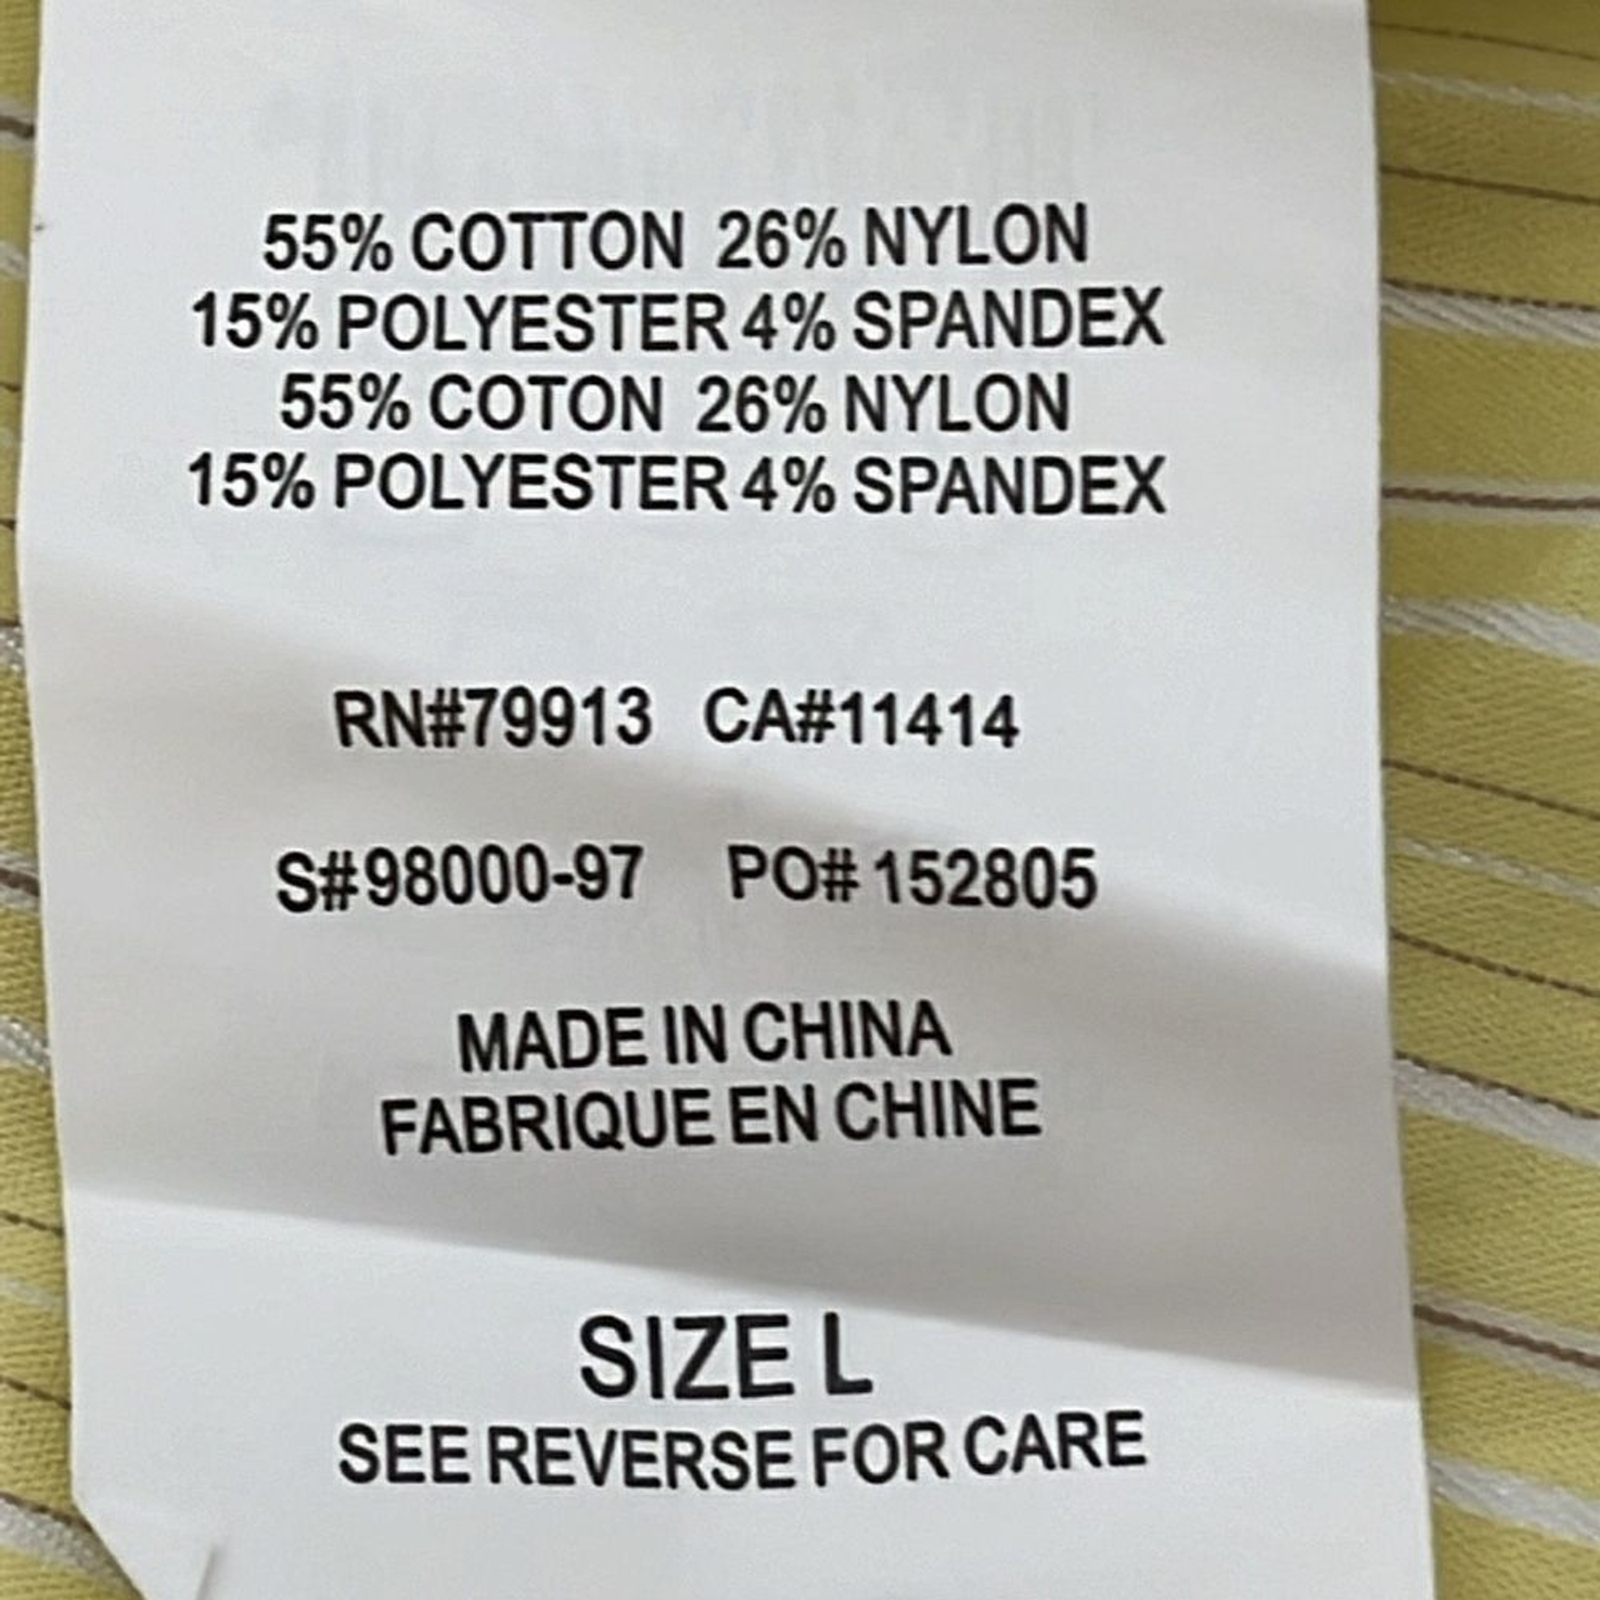 55% COTTON 26% NYLON
15% POLYESTER 4% SPANDEX
55% COTON 26% NYLON
15% POLYESTER 4% SPANDEX
RN#79913 CA#11414
S#98000-97 PO# 152805
MADE IN CHINA
FABRIQUE EN CHINE
SIZE L
SEE REVERSE FOR CARE